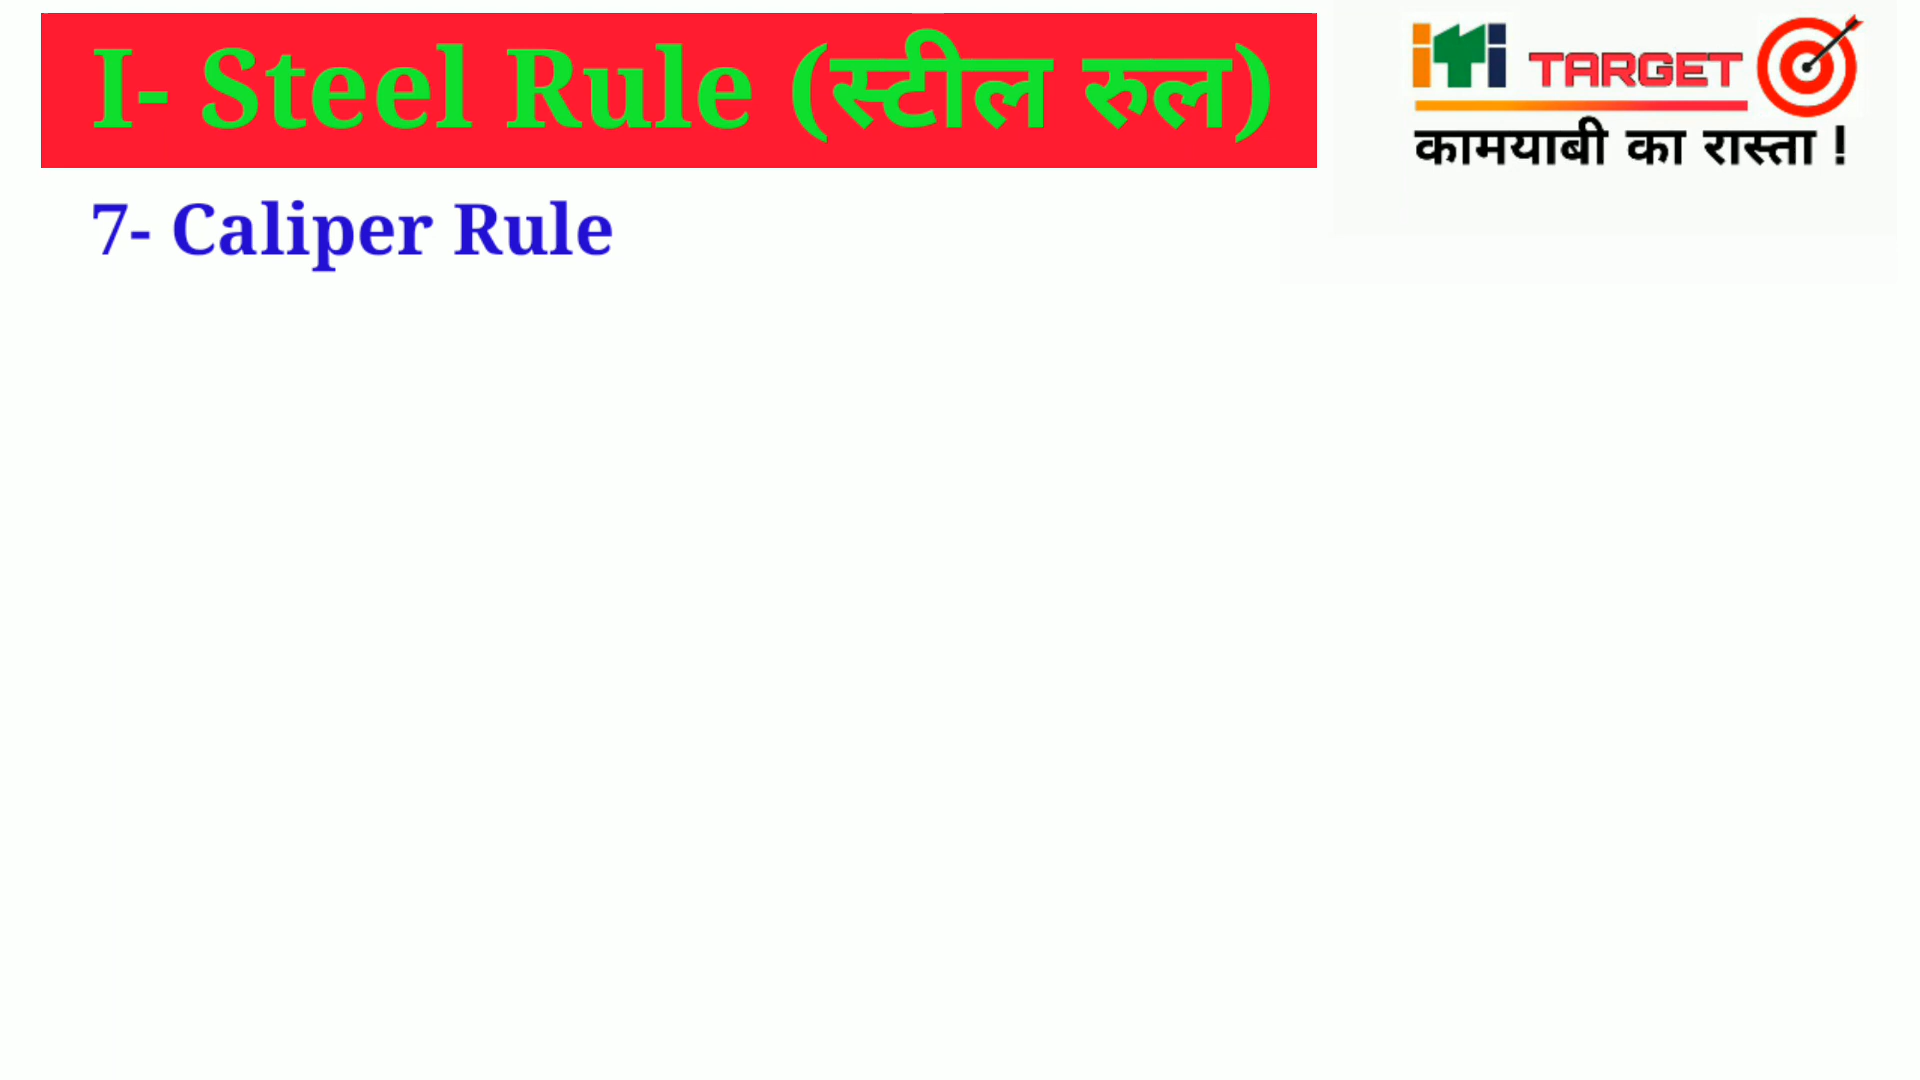 I- Steel Rule (स्टील रुल)
iTi TARGET
कामयाबी का रास्ता !
7- Caliper Rule